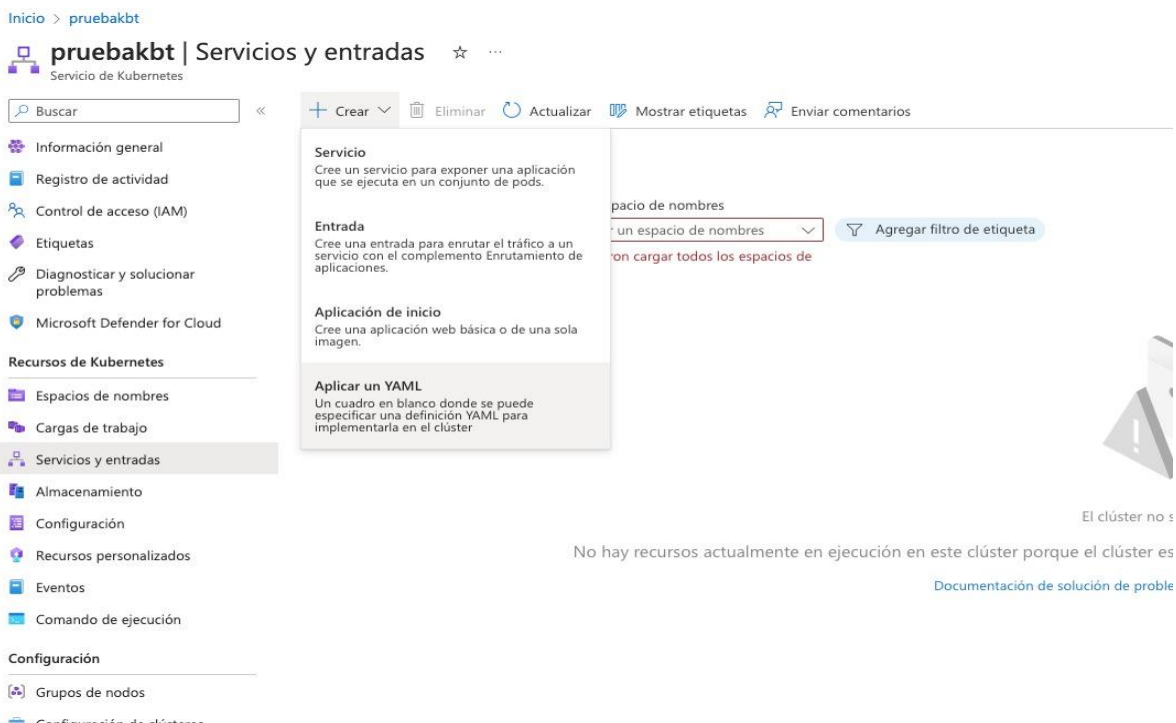 Inicio > pruebakbt
pruebakbt | Servicios y entradas
Servicio de Kubernetes
Buscar
Información general
Registro de actividad
Control de acceso (IAM)
Etiquetas
Diagnosticar y solucionar
problemas
Microsoft Defender for Cloud
Recursos de Kubernetes
Espacios de nombres
Cargas de trabajo
Servicios y entradas
Almacenamiento
Configuración
Recursos personalizados
Eventos
Comando de ejecución
Configuración
Grupos de nodos
Crear Eliminar Actualizar Mostrar etiquetas Enviar comentarios
Servicio
Cree un servicio para exponer una aplicación
que se ejecuta en un conjunto de pods.
Entrada
Cree una entrada para enrutar el tráfico a un
servicio con el complemento Enrutamiento de
aplicaciones.
Aplicación de inicio
Cree una aplicación web básica o de una sola
imagen.
Aplicar un YAML
Un cuadro en blanco donde se puede
especificar una definición YAML para
implementarla en el clúster
de nombres
un espacio de nombres
Agregar filtro de etiqueta
cargar todos los espacios de
El clúster no
No hay recursos actualmente en ejecución en este clúster porque el clúster
Documentación de solución de